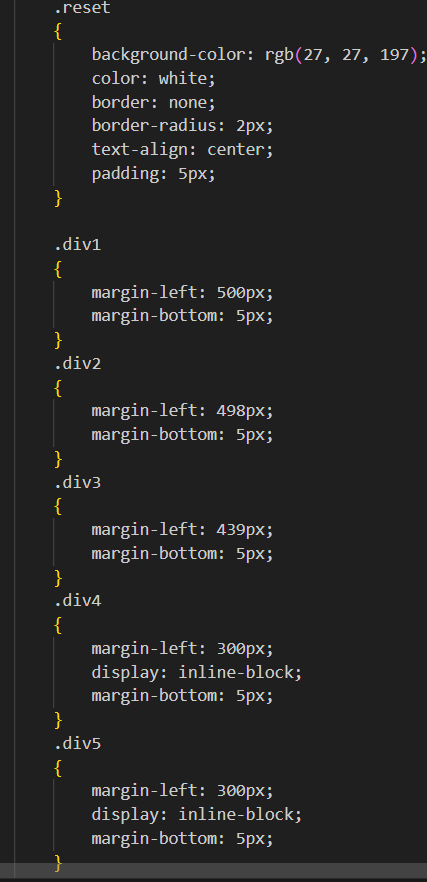 .reset
{
background-color: rgb(27, 27, 197);
color: white;
border: none;
border-radius: 2px;
text-align: center;
padding: 5px;
}
.div1
{
margin-left: 500px;
margin-bottom: 5px;
}
.div2
{
margin-left: 498px;
margin-bottom: 5px;
}
.div3
{
margin-left: 439px;
margin-bottom: 5px;
}
.div4
{
margin-left: 300px;
display: inline-block;
margin-bottom: 5px;
}
.div5
{
margin-left: 300px;
display: inline-block;
margin-bottom: 5px;
}